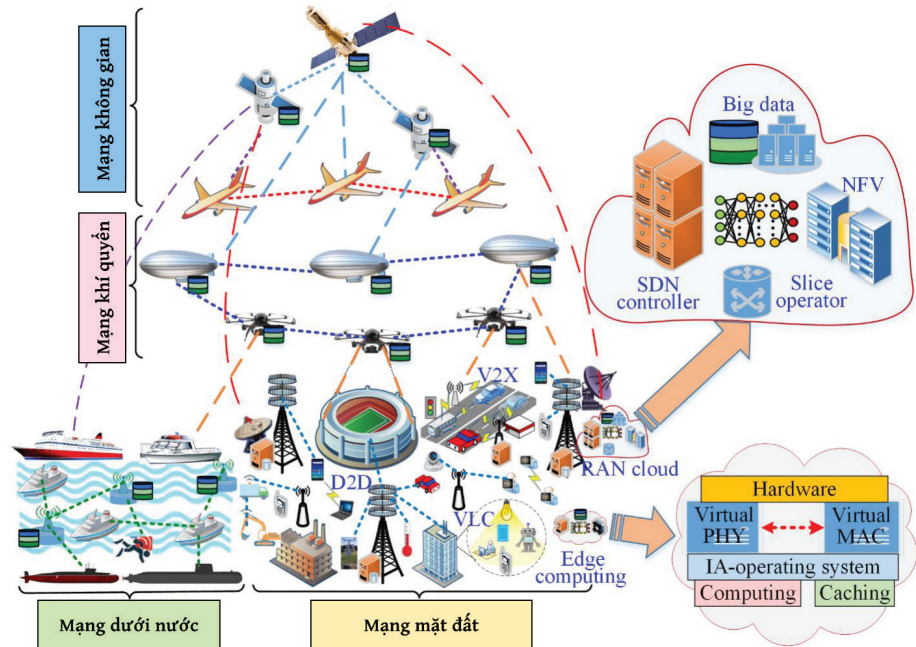 Mạng không gian
Mạng khí quyển
Big data
NFV
SDN
controller
Slice
operator
V2X
RAN cloud
D2D
VLC
Edge
computing
Hardware
Virtual
PHY
Virtual
MAC
IA-operating system
Computing
Caching
Mạng dưới nước
Mạng mặt đất